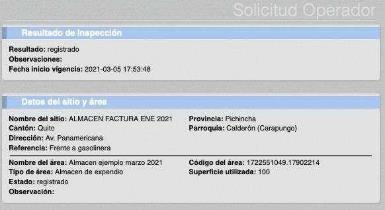 Solicitud Operador
Resultado de Inspección
Resultado: registrado
Observaciones:
Fecha inicio vigencia: 2021-03-05 17:53:48
Datos del sitio y área
Nombre del sitio: ALMACEN FACTURA ENE 2021 Provincia: Pichincha
Cantón: Quito Parroquia: Calderón (Carapungo)
Dirección: Av. Panamericana
Referencia: Frente a gasolinera
Nombre del área: Almacen ejemplo marzo 2021 Código del área: 1722551049.17902214
Tipo de área: Almacen de expendio Superficie utilizada: 100
Estado: registrado
Observación: